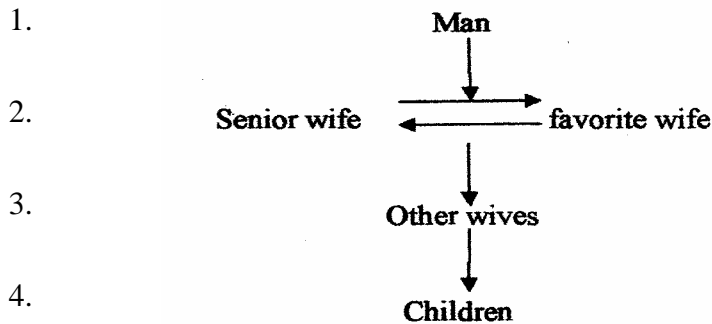 1. Man
2. Senior wife favorite wife
3. Other wives
4. Children